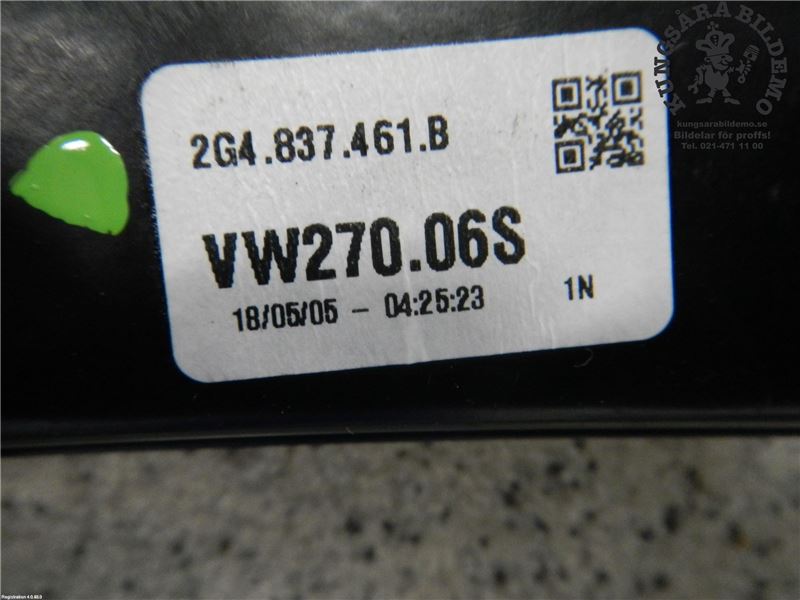 2G4.837.461.B
VW270.06S
18/05/05 – 04:25:23
1N
KUNGSÅRA BILDEMO
kungsarabildemo.se
Bildelar för proffs!
Tel. 021-471 11 00